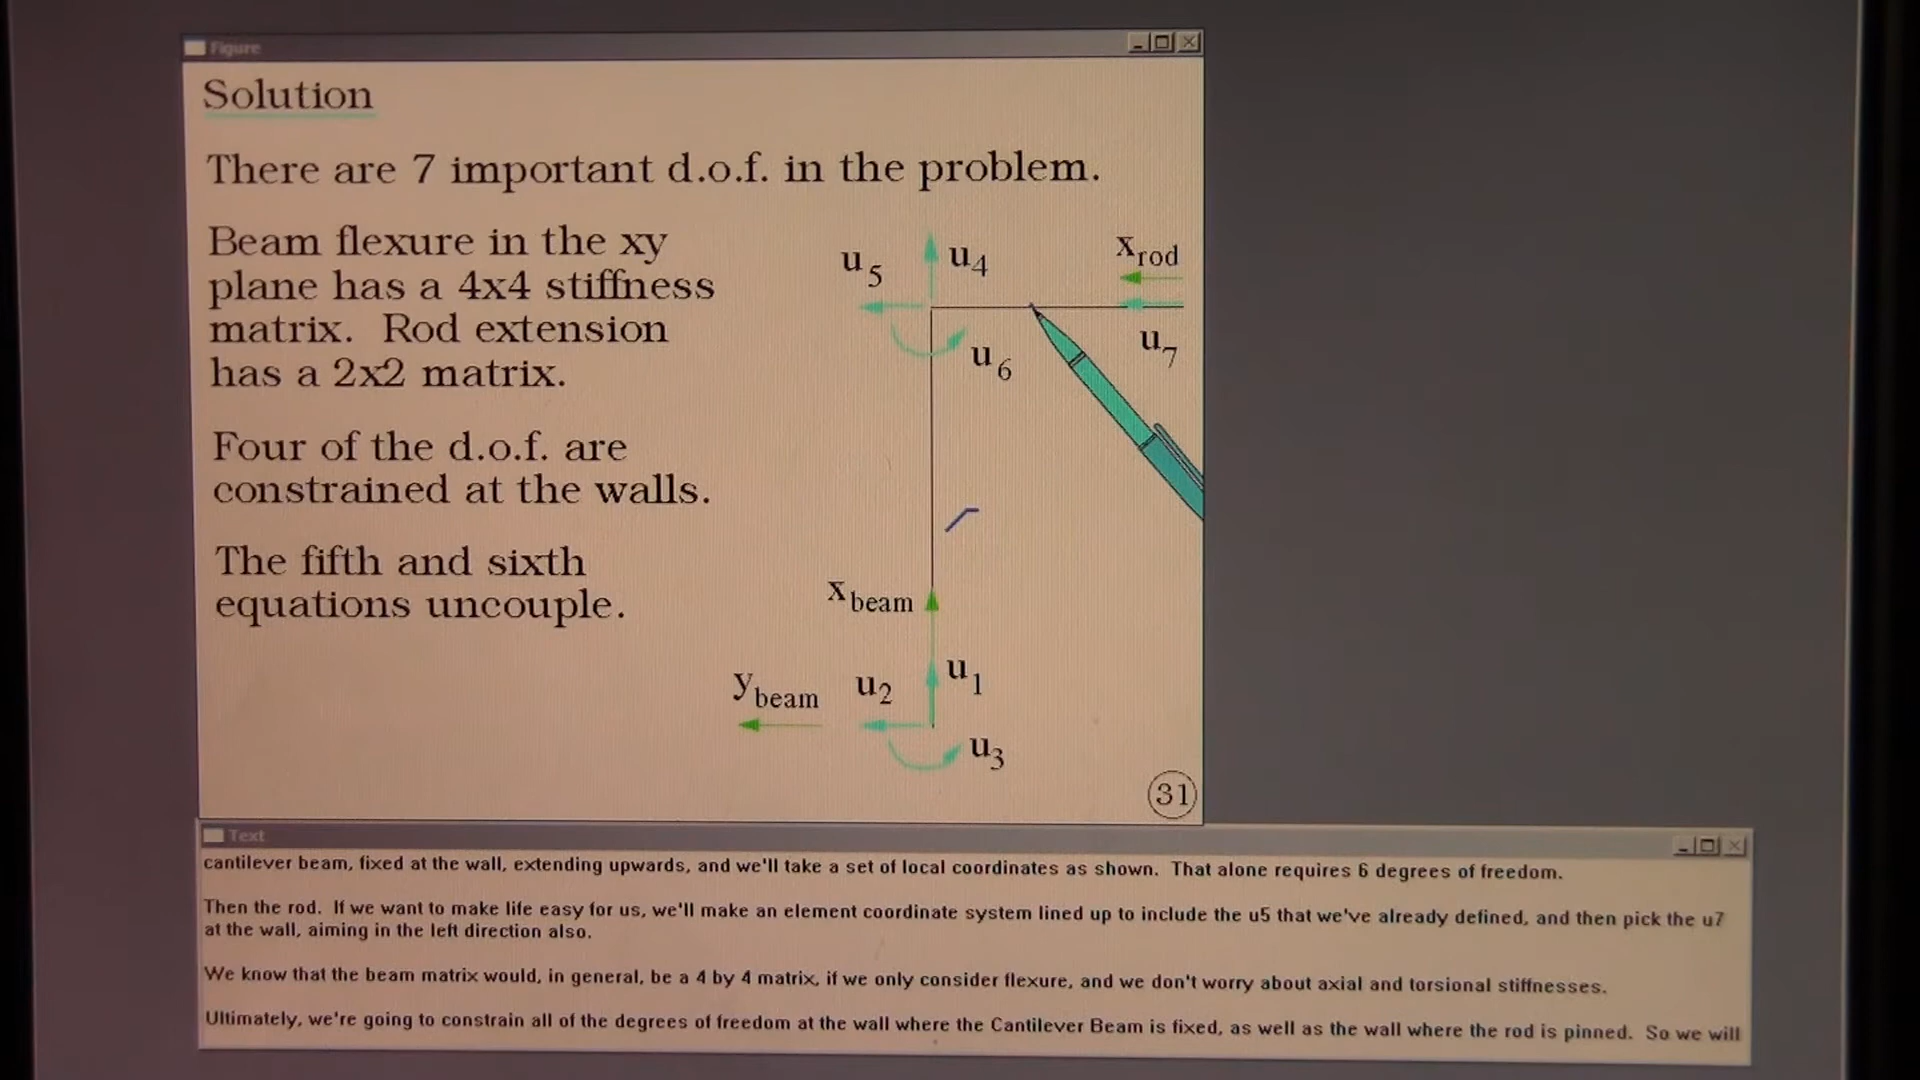 Figure
Solution
There are 7 important d.o.f. in the problem.
Beam flexure in the xy
plane has a 4x4 stiffness
matrix. Rod extension
has a 2x2 matrix.
Four of the d.o.f. are
constrained at the walls.
The fifth and sixth
equations uncouple.
u5
u4
xrod
u6
u7
xbeam
ybeam
u2
u1
u3
31
Text
cantilever beam, fixed at the wall, extending upwards, and we'll take a set of local coordinates as shown. That alone requires 6 degrees of freedom.
Then the rod. If we want to make life easy for us, we'll make an element coordinate system lined up to include the u5 that we've already defined, and then pick the u7
at the wall, aiming in the left direction also.
We know that the beam matrix would, in general, be a 4 by 4 matrix, if we only consider flexure, and we don't worry about axial and torsional stiffnesses.
Ultimately, we're going to constrain all of the degrees of freedom at the wall where the Cantilever Beam is fixed, as well as the wall where the rod is pinned. So we will